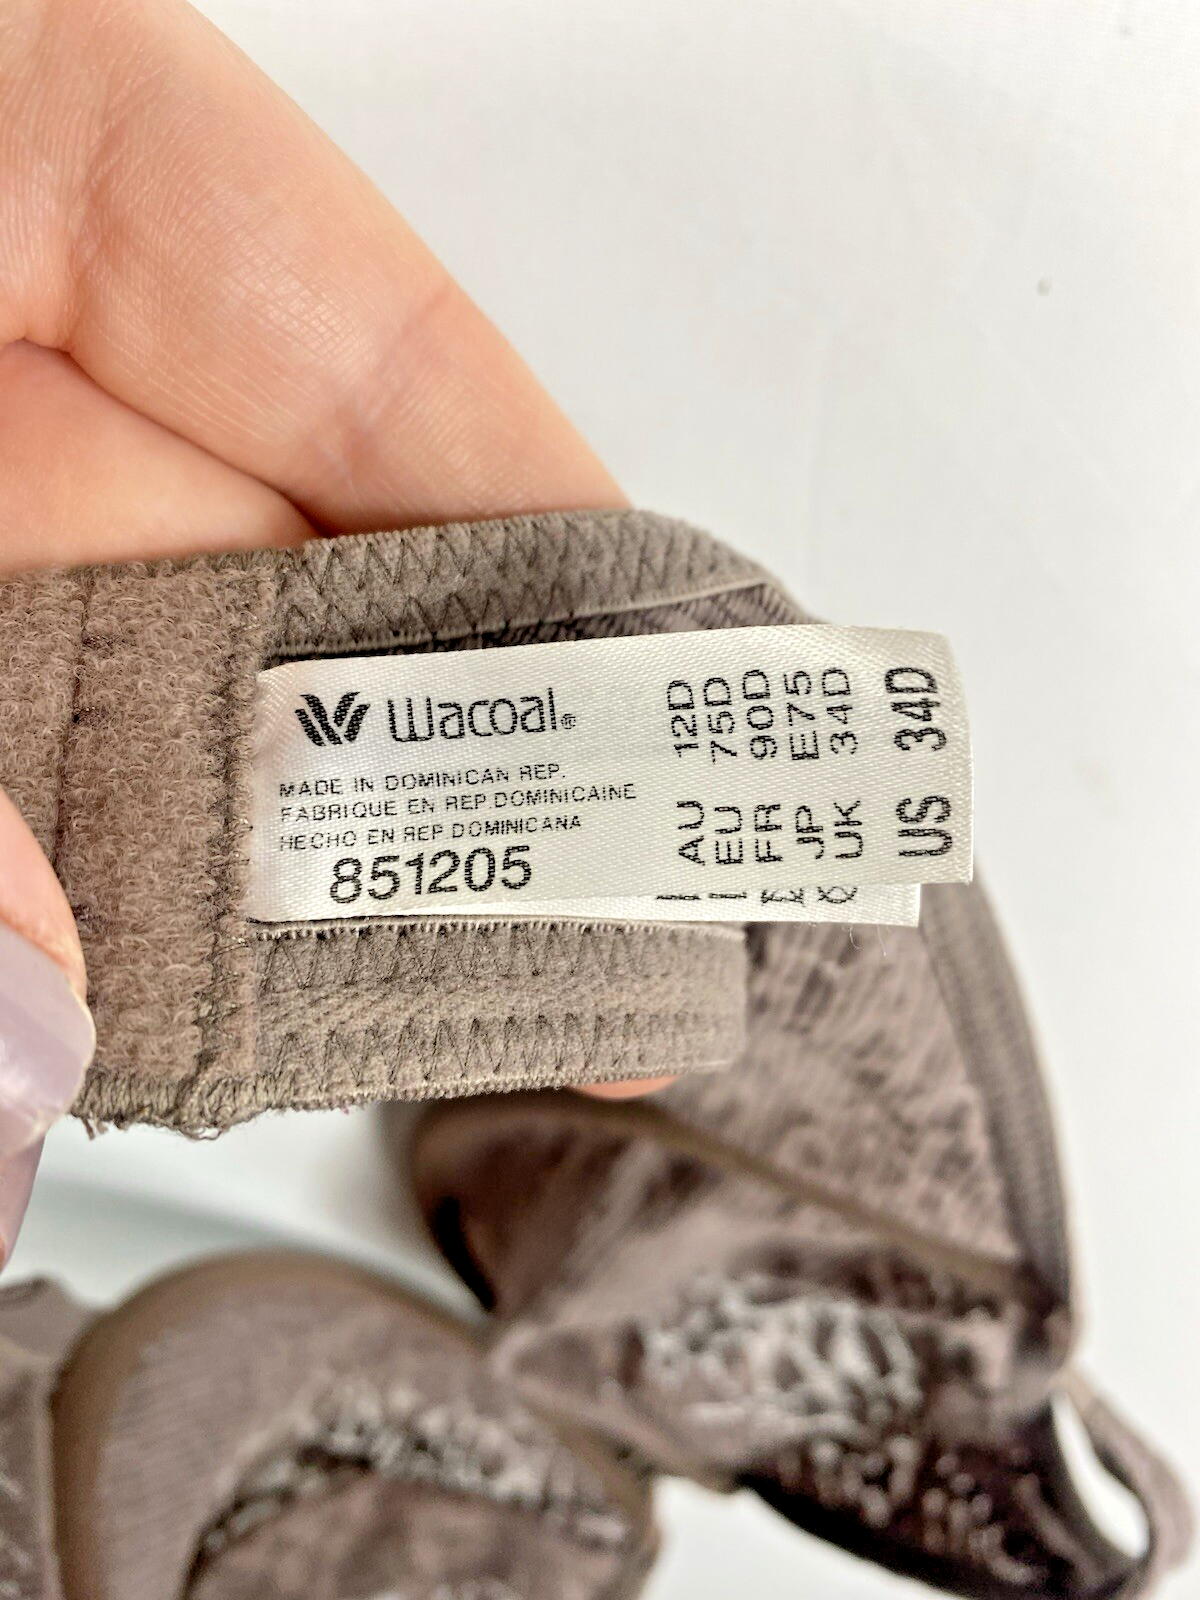 Wacoal®
MADE IN DOMINICAN REP.
FABRIQUE EN REP.DOMINICAINE
HECHO EN REP DOMINICANA
851205
AU 12D
EU 75D
FR 90D
JP E75
UK 34D
US 34D